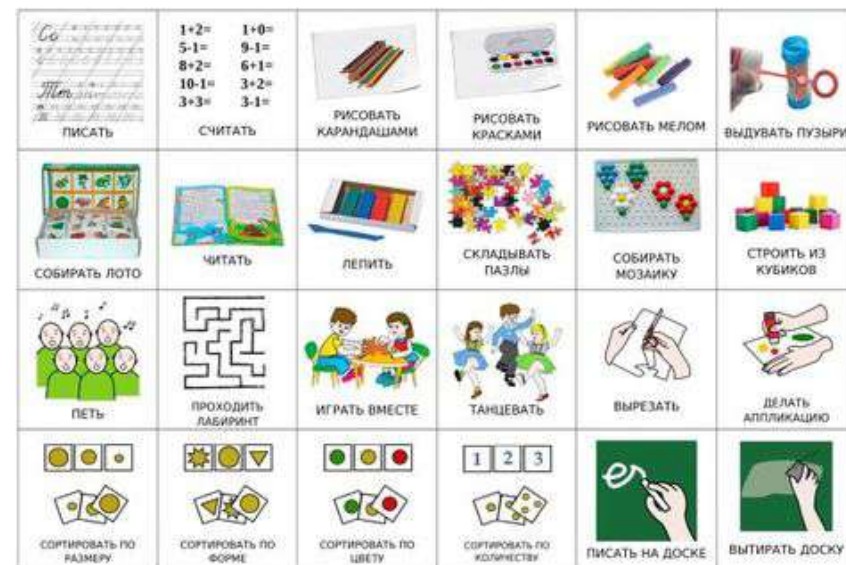 Сс
1+2= 1+0=
5-1= 9-1=
8+2= 6+1=
10-1= 3+2=
3+3= 3-1=
Тт
ПИСАТЬ
СЧИТАТЬ
РИСОВАТЬ
КАРАНДАШАМИ
РИСОВАТЬ
КРАСКАМИ
РИСОВАТЬ МЕЛОМ
ВЫДУВАТЬ ПУЗЫРИ
СОБИРАТЬ ЛОТО
ЧИТАТЬ
ЛЕПИТЬ
СКЛАДЫВАТЬ
ПАЗЛЫ
СОБИРАТЬ
МОЗАИКУ
СТРОИТЬ ИЗ
КУБИКОВ
ПЕТЬ
ПРОХОДИТЬ
ЛАБИРИНТ
ИГРАТЬ ВМЕСТЕ
ТАНЦЕВАТЬ
ВЫРЕЗАТЬ
ДЕЛАТЬ
АППЛИКАЦИЮ
1 2 3
СОРТИРОВАТЬ ПО
РАЗМЕРУ
СОРТИРОВАТЬ ПО
ФОРМЕ
СОРТИРОВАТЬ ПО
ЦВЕТУ
СОРТИРОВАТЬ ПО
КОЛИЧЕСТВУ
ПИСАТЬ НА ДОСКЕ
ВЫТИРАТЬ ДОСКУ